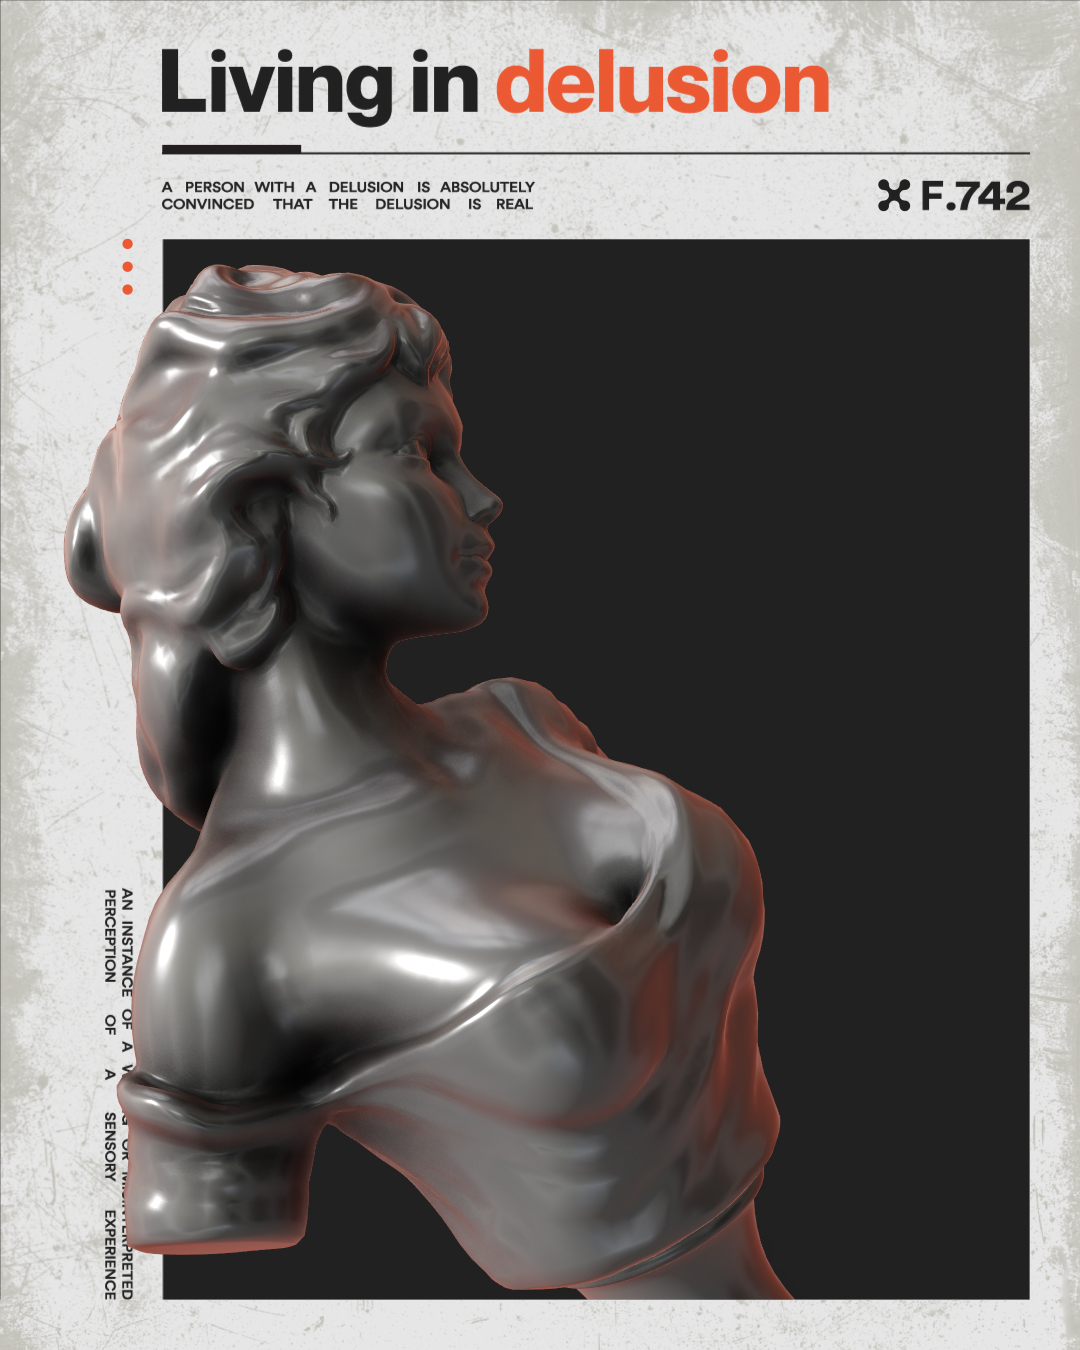 Living in delusion
A PERSON WITH A DELUSION IS ABSOLUTELY
CONVINCED THAT THE DELUSION IS REAL
F.742
AN INSTANCE OF A OR
PERCEPTION OF A SENSORY EXPERIENCE